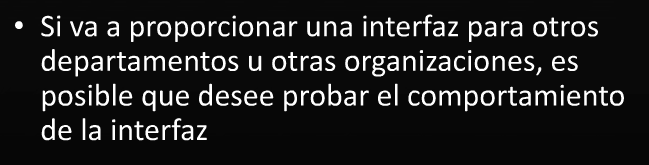 • Si va a proporcionar una interfaz para otros
departamentos u otras organizaciones, es
posible que desee probar el comportamiento
de la interfaz